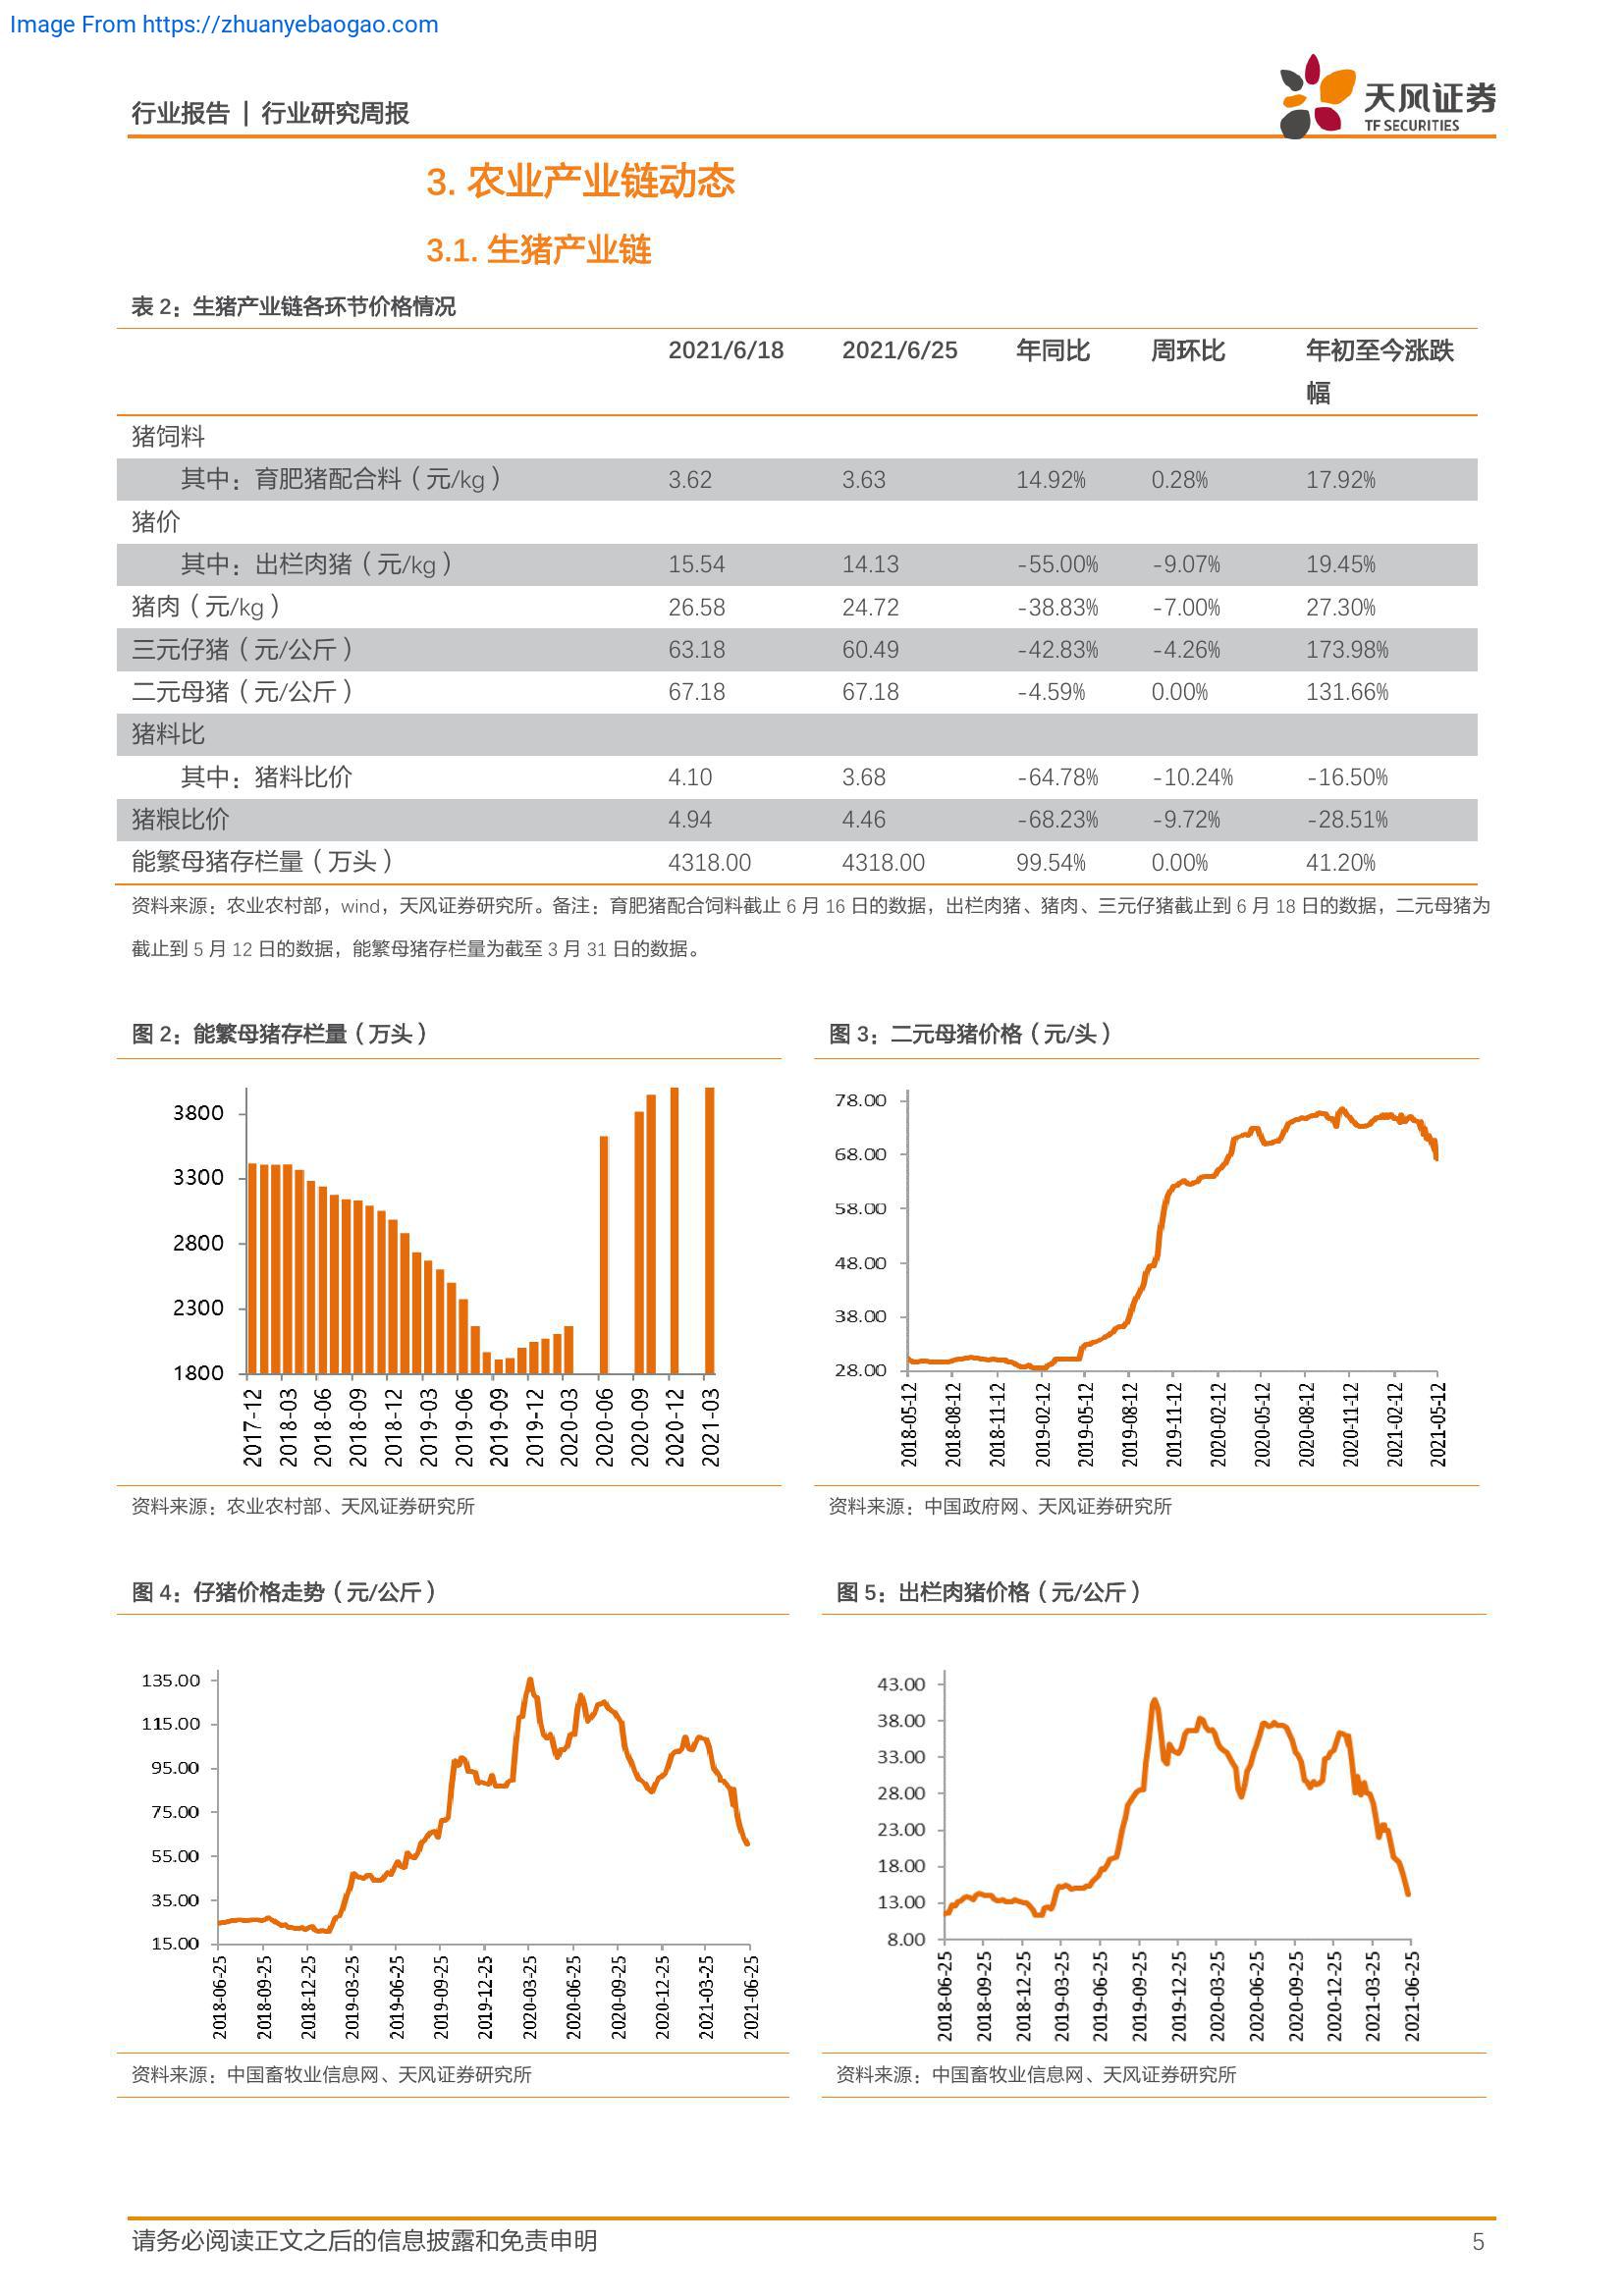 Image From https://zhuanyebaogao.com
行业报告 | 行业研究周报
天风证券
TF SECURITIES
3. 农业产业链动态
3.1. 生猪产业链
表 2：生猪产业链各环节价格情况
2021/6/18 2021/6/25 年同比 周环比 年初至今涨跌
幅
猪饲料
其中：育肥猪配合料（元/kg） 3.62 3.63 14.92% 0.28% 17.92%
猪价
其中：出栏肉猪（元/kg） 15.54 14.13 -55.00% -9.07% 19.45%
猪肉（元/kg） 26.58 24.72 -38.83% -7.00% 27.30%
三元仔猪（元/公斤） 63.18 60.49 -42.83% -4.26% 173.98%
二元母猪（元/公斤） 67.18 67.18 -4.59% 0.00% 131.66%
猪料比
其中：猪料比价 4.10 3.68 -64.78% -10.24% -16.50%
猪粮比价 4.94 4.46 -68.23% -9.72% -28.51%
能繁母猪存栏量（万头） 4318.00 4318.00 99.54% 0.00% 41.20%
资料来源：农业农村部，wind，天风证券研究所。备注：育肥猪配合饲料截止 6 月 16 日的数据，出栏肉猪、猪肉、三元仔猪截止到 6 月 18 日的数据，二元母猪为
截止到 5 月 12 日的数据，能繁母猪存栏量为截至 3 月 31 日的数据。
图 2：能繁母猪存栏量（万头）
3800
3300
2800
2300
1800
2017-12 2018-03 2018-06 2018-09 2018-12 2019-03 2019-06 2019-09 2019-12 2020-03 2020-06 2020-09 2020-12 2021-03
资料来源：农业农村部、天风证券研究所
图 3：二元母猪价格（元/头）
78.00
68.00
58.00
48.00
38.00
28.00
2018-05-12 2018-08-12 2018-11-12 2019-02-12 2019-05-12 2019-08-12 2019-11-12 2020-02-12 2020-05-12 2020-08-12 2020-11-12 2021-02-12 2021-05-12
资料来源：中国政府网、天风证券研究所
图 4：仔猪价格走势（元/公斤）
135.00
115.00
95.00
75.00
55.00
35.00
15.00
2018-06-25 2018-09-25 2018-12-25 2019-03-25 2019-06-25 2019-09-25 2019-12-25 2020-03-25 2020-06-25 2020-09-25 2020-12-25 2021-03-25 2021-06-25
资料来源：中国畜牧业信息网、天风证券研究所
图 5：出栏肉猪价格（元/公斤）
43.00
38.00
33.00
28.00
23.00
18.00
13.00
8.00
2018-06-25 2018-09-25 2018-12-25 2019-03-25 2019-06-25 2019-09-25 2019-12-25 2020-03-25 2020-06-25 2020-09-25 2020-12-25 2021-03-25 2021-06-25
资料来源：中国畜牧业信息网、天风证券研究所
请务必阅读正文之后的信息披露和免责申明 5